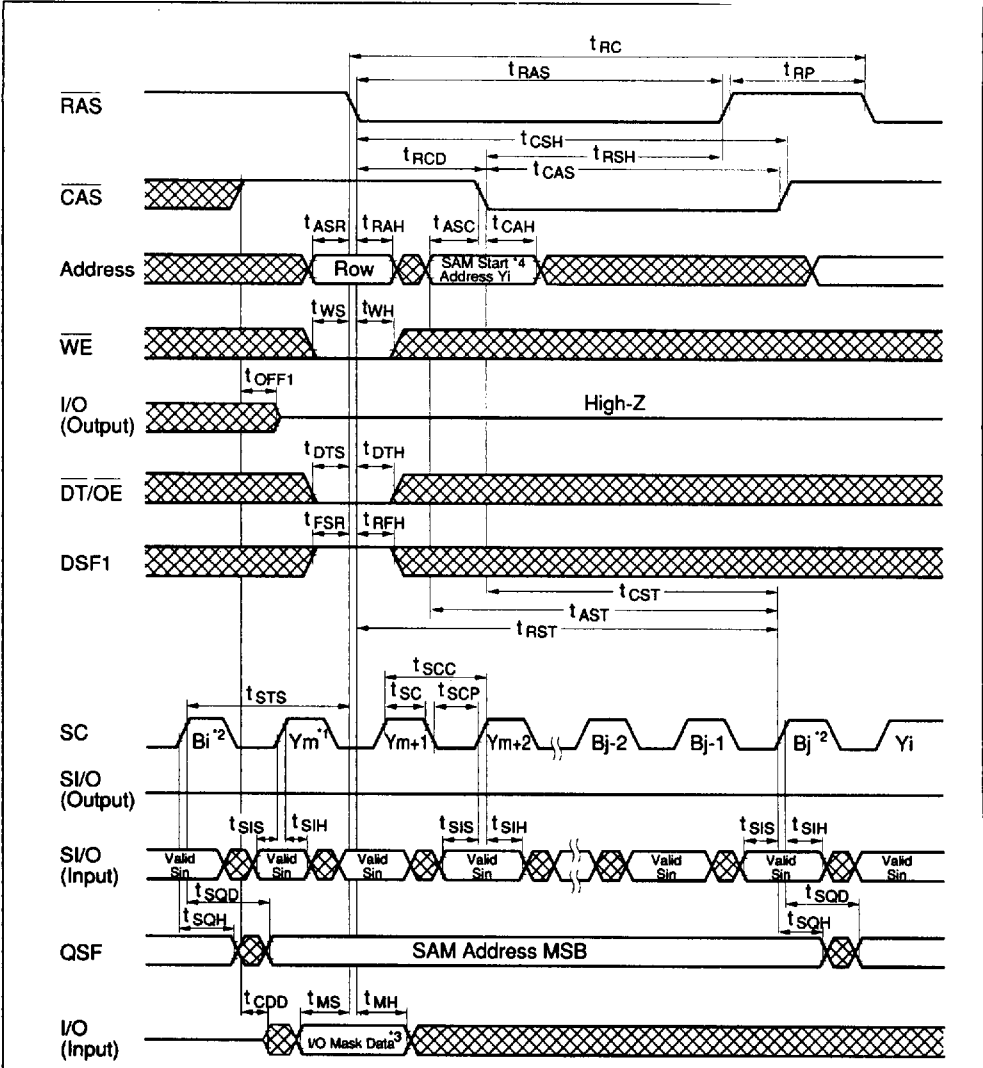 tRC
tRAS
tRP
RAS
tCSH
tRCD
tRSH
tCAS
CAS
tASR
tRAH
tASC
tCAH
Address
Row
SAM Start *4
Address Yi
tWS
tWH
WE
tOFF1
I/O
(Output)
High-Z
tDTS
tDTH
DT/OE
tFSR
tRFH
DSF1
tCST
tAST
tRST
tSCC
tSTS
tSC
tSCP
SC
Bi*2
Ym*1
Ym+1
Ym+2
Bj-2
Bj-1
Bj*2
Yi
SI/O
(Output)
tSIS
tSIH
tSIS
tSIH
tSIS
tSIH
SI/O
(Input)
Valid
Sin
Valid
Sin
Valid
Sin
Valid
Sin
Valid
Sin
Valid
Sin
Valid
Sin
tSQD
tSQD
tSQH
tSQH
QSF
SAM Address MSB
tCDD
tMS
tMH
I/O
(Input)
I/O Mask Data*3